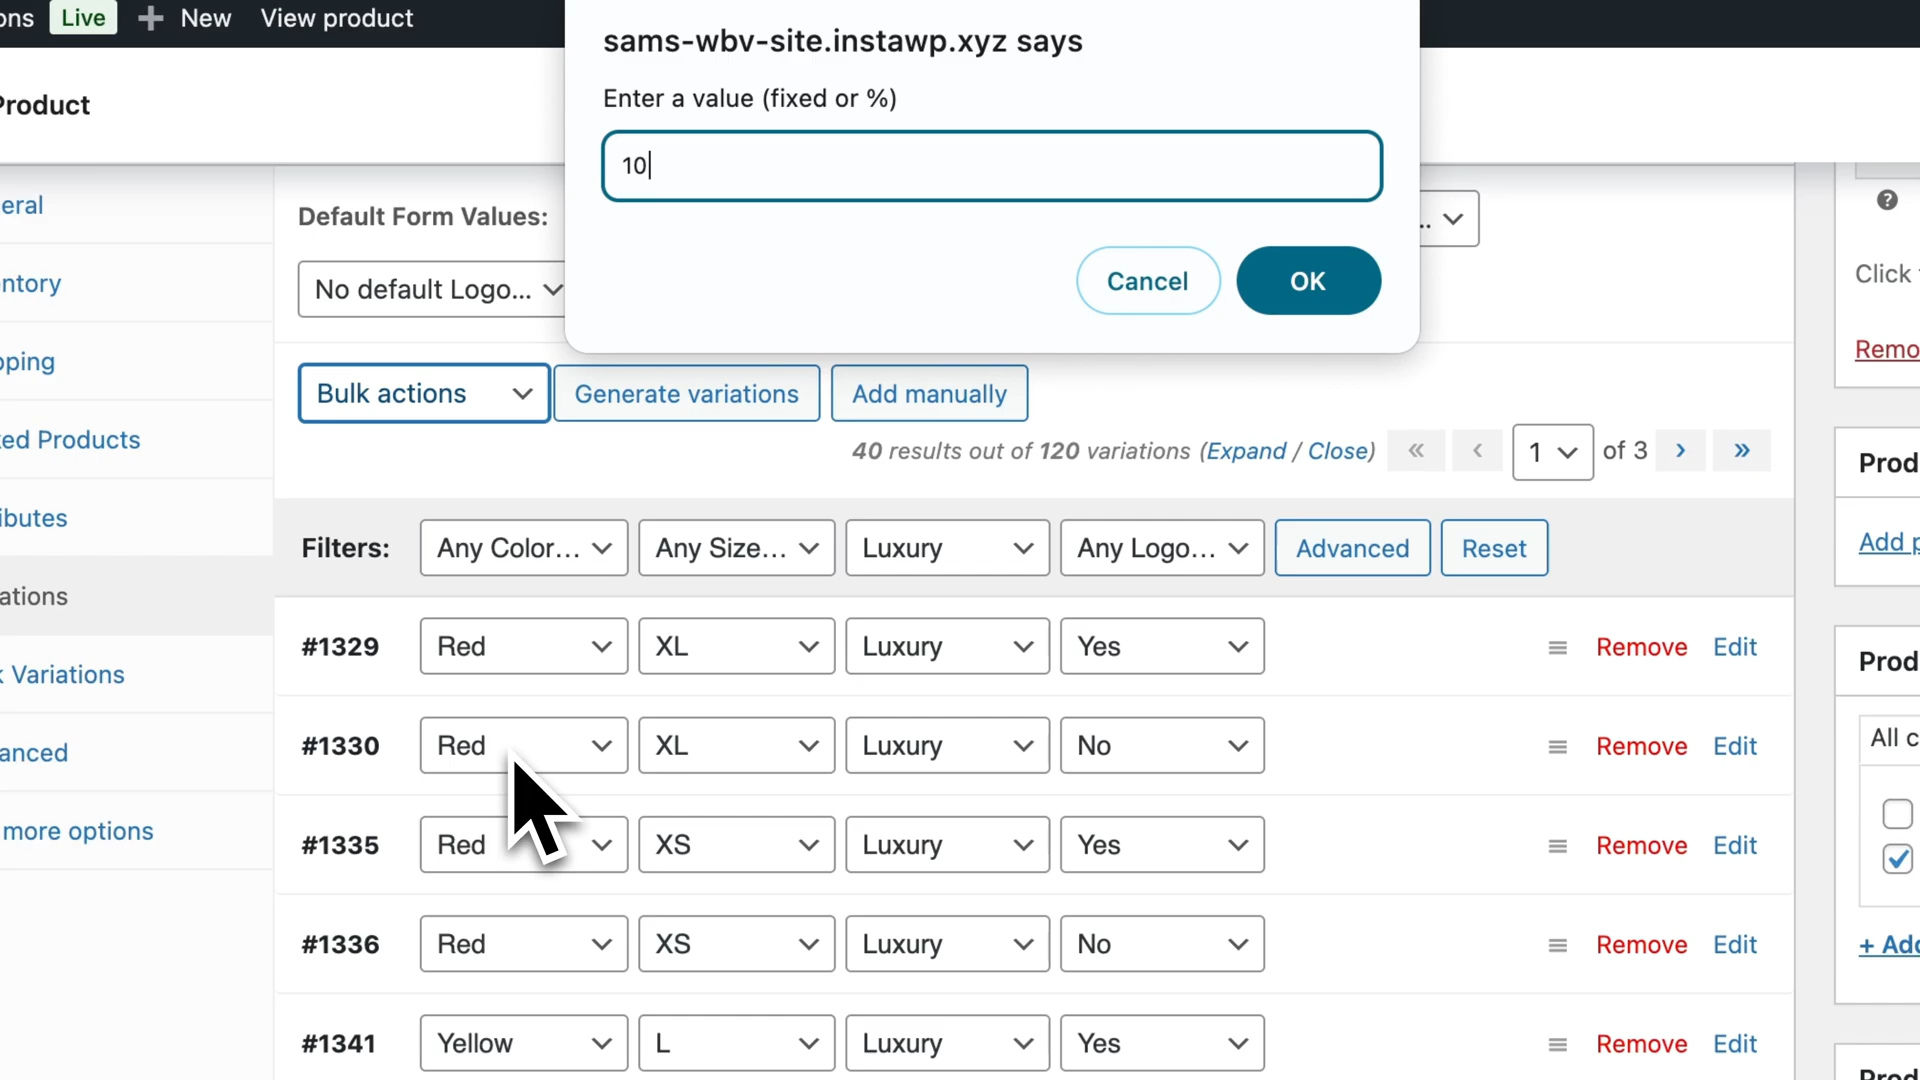 ons Live + New View product
sams-wbv-site.instawp.xyz says
Enter a value (fixed or %)
10
Cancel OK
Product
eral
entory
pping
ked Products
ibutes
ations
k Variations
anced
more options
Default Form Values:
..
No default Logo...
Bulk actions Generate variations Add manually
40 results out of 120 variations (Expand / Close) « ‹ 1 of 3 › »
Filters: Any Color... Any Size... Luxury Any Logo... Advanced Reset
#1329 Red XL Luxury Yes Remove Edit
#1330 Red XL Luxury No Remove Edit
#1335 Red XS Luxury Yes Remove Edit
#1336 Red XS Luxury No Remove Edit
#1341 Yellow L Luxury Yes Remove Edit
?
Click
Remo
Prod
Add p
Prod
All c
+ Add
Prod